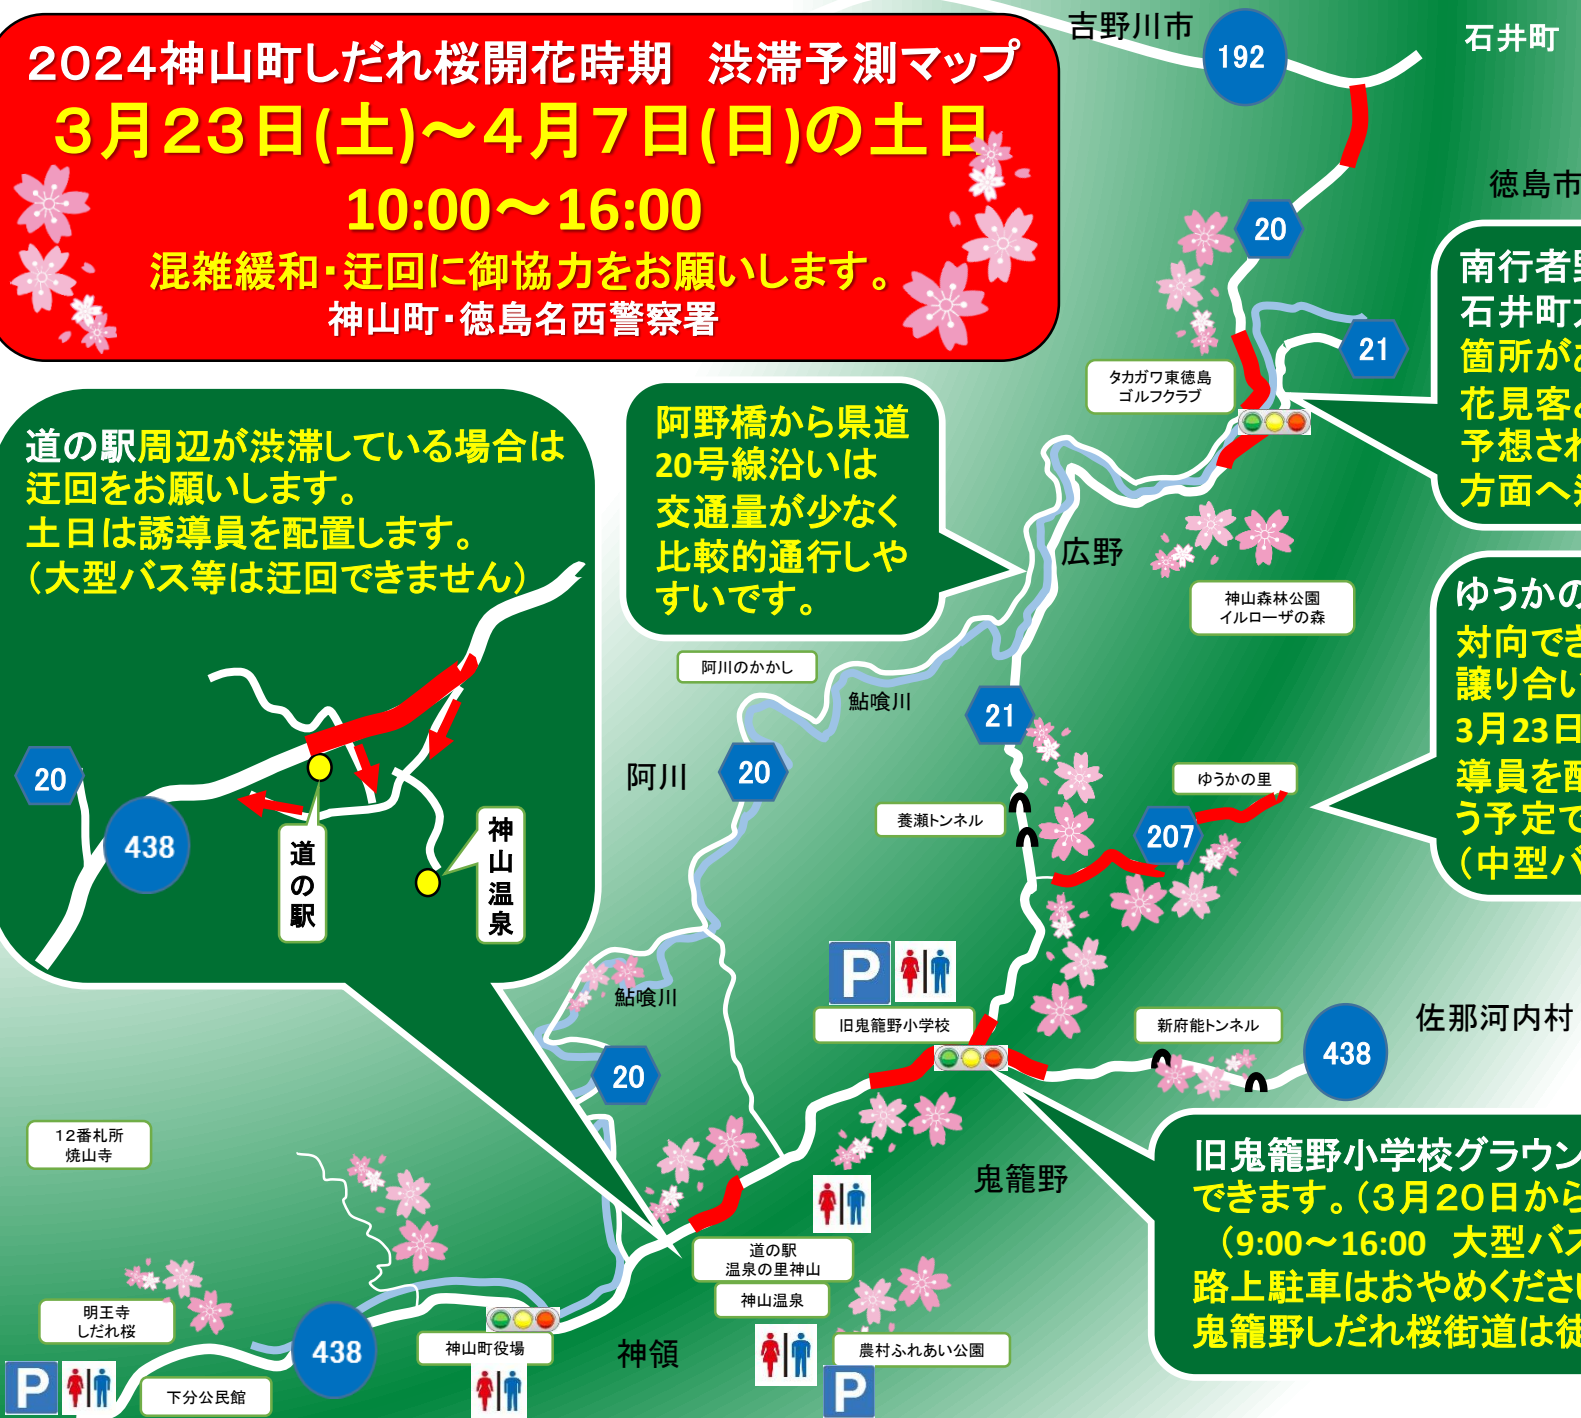 2024神山町しだれ桜開花時期　渋滞予測マップ
3月23日(土)～4月7日(日)の土日
10:00～16:00
混雑緩和・迂回に御協力をお願いします。
神山町・徳島名西警察署
吉野川市
192
石井町
徳島市
20
21
南行者野
石井町
箇所が
花見客
予想され
方面へ
タカガワ東徳島
ゴルフクラブ
道の駅周辺が渋滞している場合は
迂回をお願いします。
土日は誘導員を配置します。
（大型バス等は迂回できません）
20
438
道の駅
神山温泉
阿野橋から県道
20号線沿いは
交通量が少なく
比較的通行しや
すいです。
広野
神山森林公園
イルローザの森
阿川のかかし
鮎喰川
21
阿川
20
ゆうかの
対向でき
譲り合い
3月23日
導員を配
う予定で
（中型バ
ゆうかの里
養瀬トンネル
207
鮎喰川
P
旧鬼籠野小学校
新府能トンネル
438
佐那河内村
20
12番札所
焼山寺
鬼籠野
旧鬼籠野小学校グラウン
できます。（3月20日から
（9:00～16:00　大型バス
路上駐車はおやめくださ
鬼籠野しだれ桜街道は徒
道の駅
温泉の里神山
神山温泉
明王寺
しだれ桜
438
神山町役場
神領
農村ふれあい公園
P
下分公民館
P